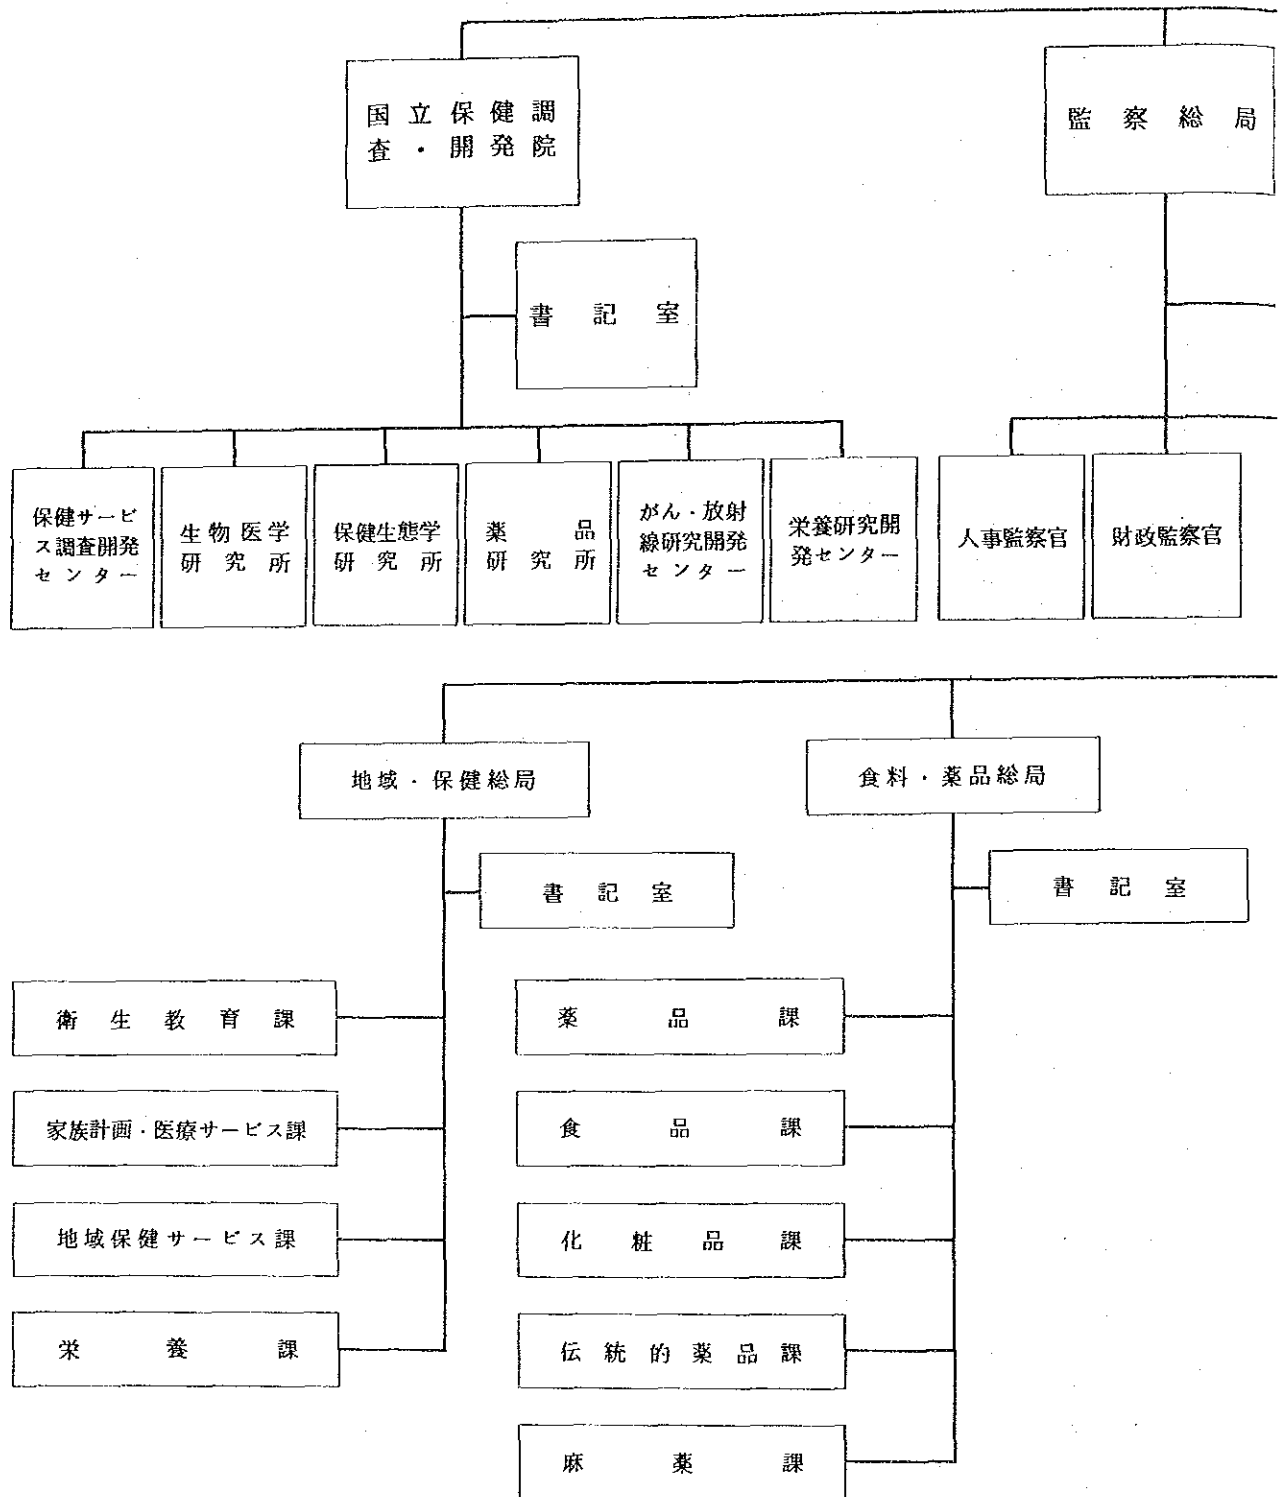 国立保健調
査・開発院
監察総局
書記室
保健サービ
ス調査開発
センター
生物医学
研究所
保健生態学
研究所
薬品
研究所
がん・放射
線研究開発
センター
栄養研究開
発センター
人事監察官
財政監察官
地域・保健総局
食料・薬品総局
書記室
書記室
衛生教育課
薬品課
家族計画・医療サービス課
食品課
地域保健サービス課
化粧品課
栄養課
伝統的薬品課
麻薬課